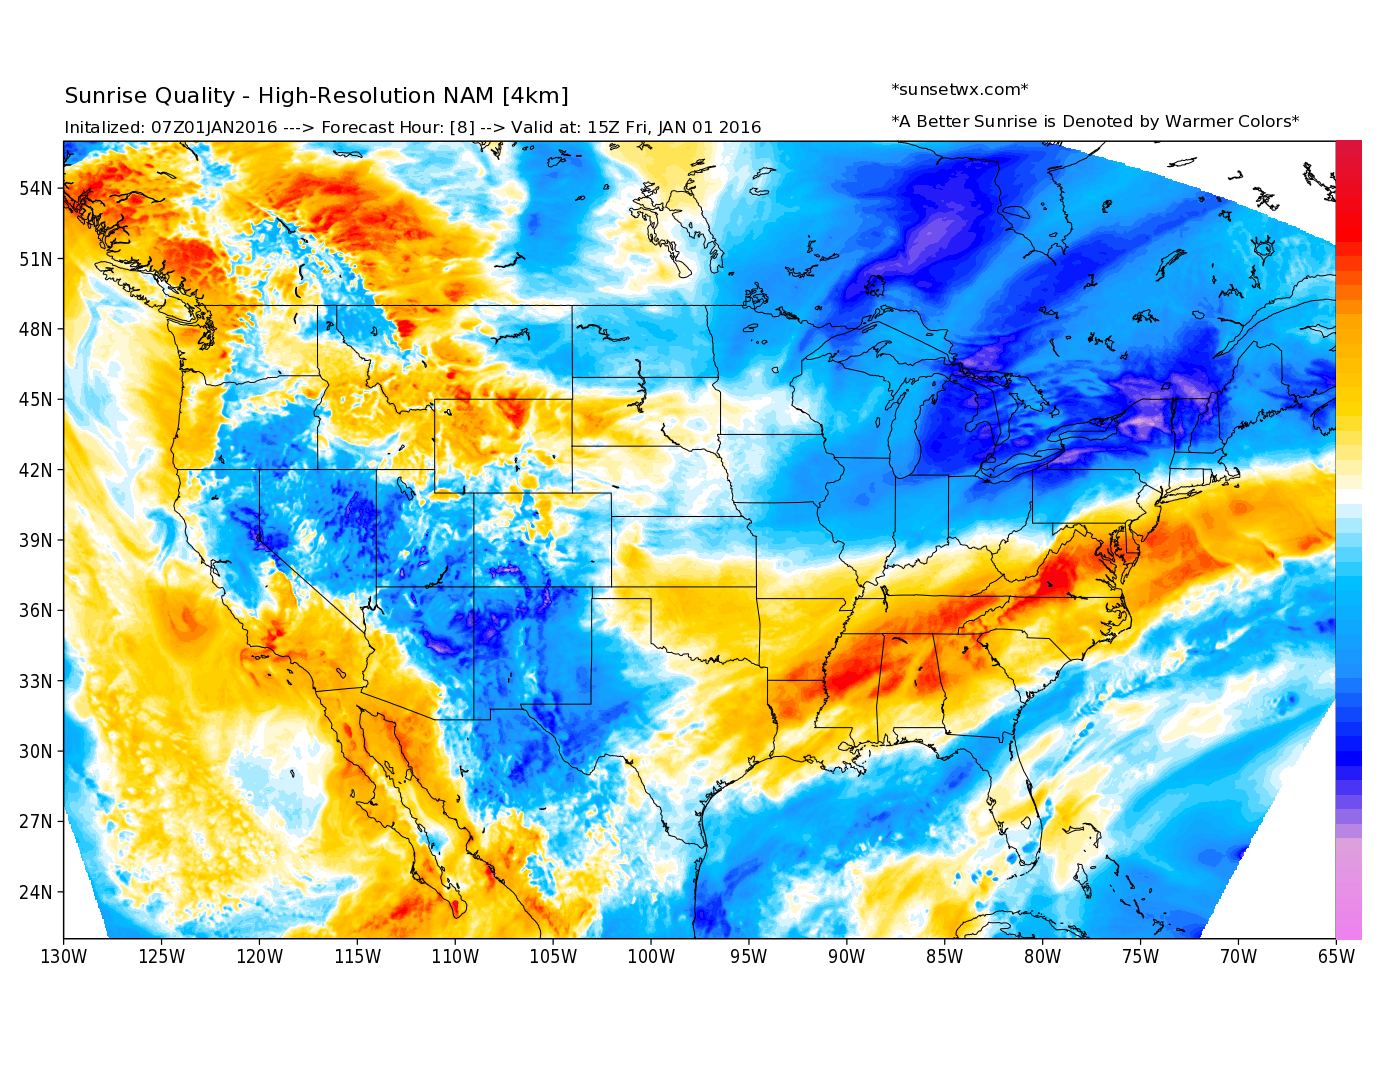 *sunsetwx.com*
Sunrise Quality - High-Resolution NAM [4km]
Initalized: 07Z01JAN2016 ---> Forecast Hour: [8] --> Valid at: 15Z Fri, JAN 01 2016
*A Better Sunrise is Denoted by Warmer Colors*
54N
51N
48N
45N
42N
39N
36N
33N
30N
27N
24N
130W 125W 120W 115W 110W 105W 100W 95W 90W 85W 80W 75W 70W 65W